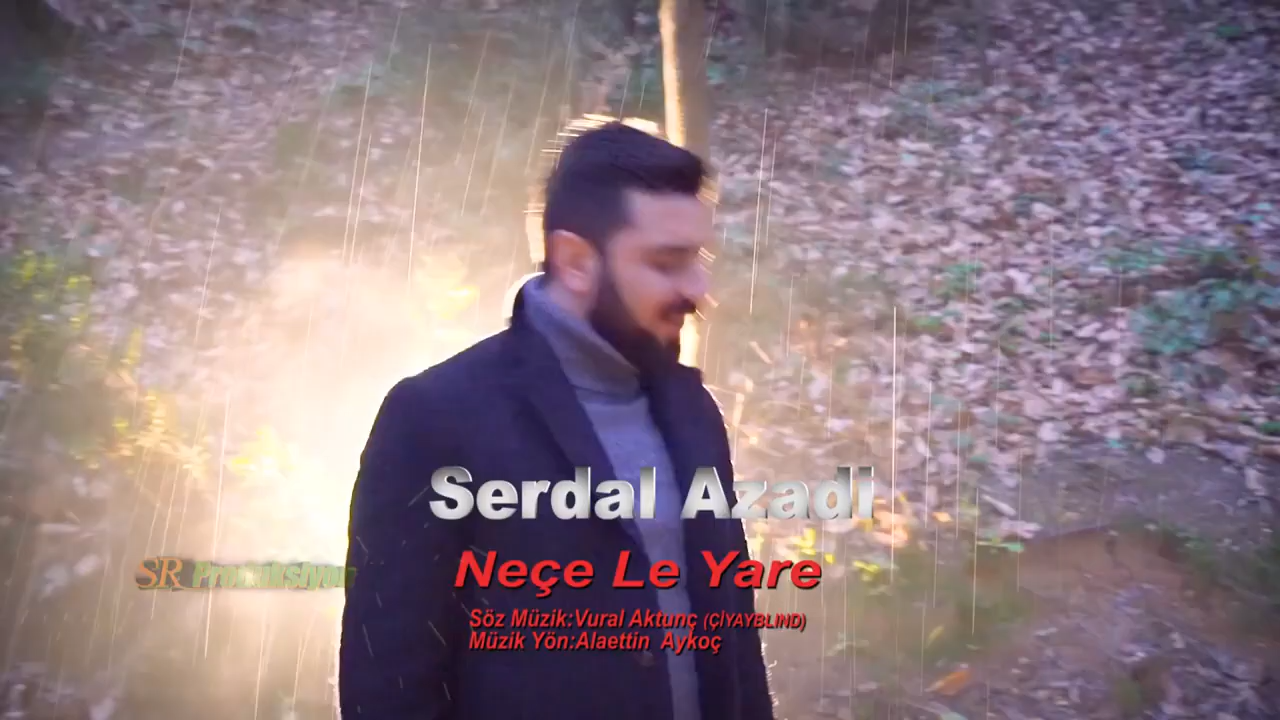 Serdal Azadi
Neçe Le Yare
SR Prodüksiyon
Söz Müzik:Vural Aktunç (ÇİYAYBLIND)
Müzik Yön:Alaettin Aykoç